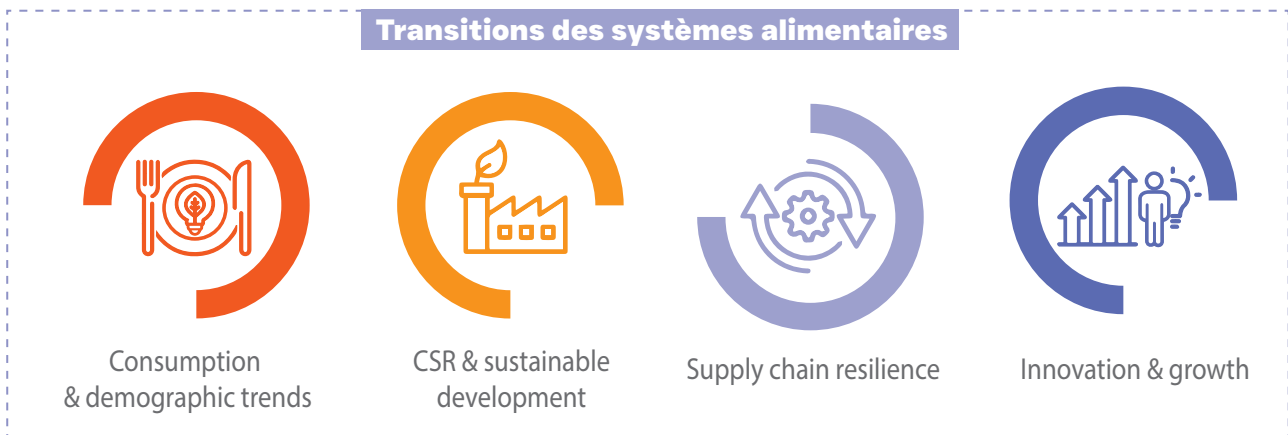 Transitions des systèmes alimentaires
Consumption
& demographic trends
CSR & sustainable
development
Supply chain resilience
Innovation & growth